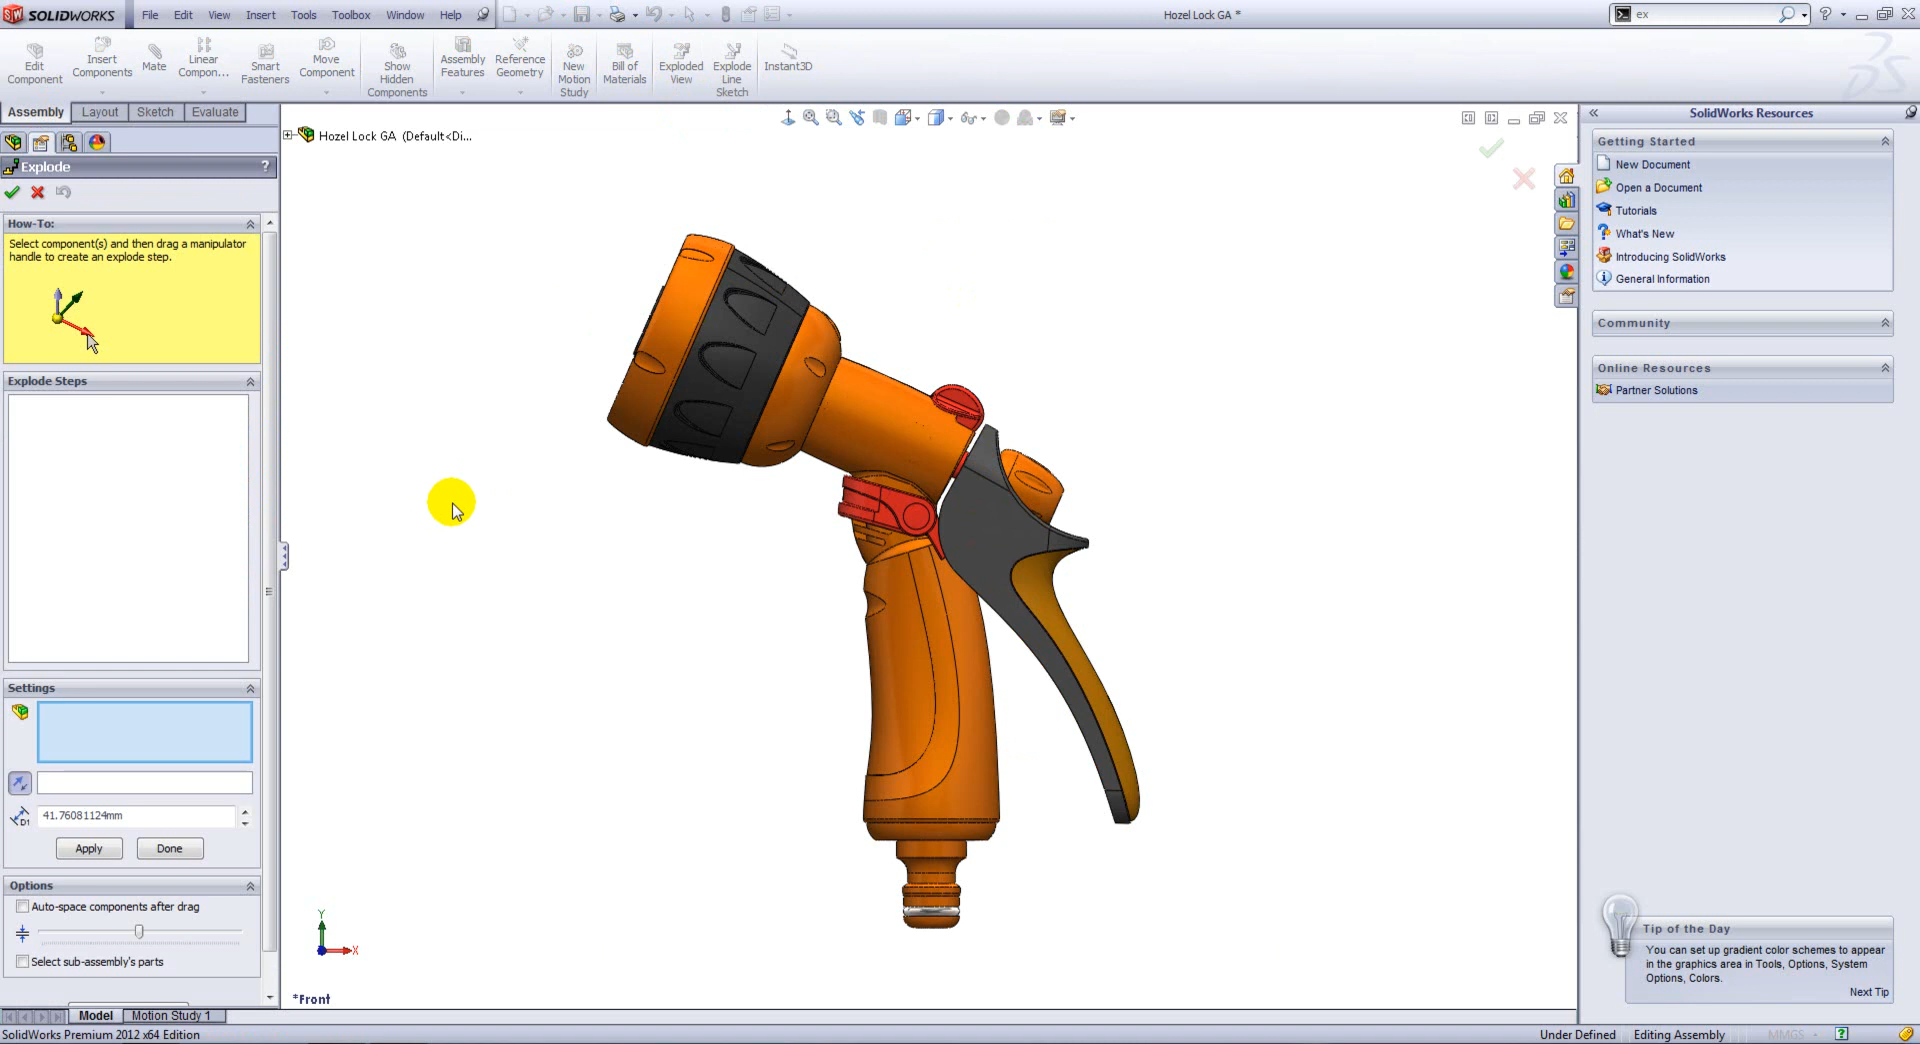 SOLIDWORKS
File Edit View Insert Tools Toolbox Window Help
Hozel Lock GA *
ex
Edit Component
Insert Components
Mate
Linear Compon...
Smart Fasteners
Move Component
Show Hidden Components
Assembly Features
Reference Geometry
New Motion Study
Bill of Materials
Exploded View
Explode Line Sketch
Instant3D
Assembly Layout Sketch Evaluate
Explode ?
How-To:
Select component(s) and then drag a manipulator
handle to create an explode step.
Explode Steps
Settings
D1
41.76081124mm
Apply Done
Options
Auto-space components after drag
Select sub-assembly's parts
Hozel Lock GA (Default<Di...
Y
X
*Front
SolidWorks Resources
Getting Started
New Document
Open a Document
Tutorials
What's New
Introducing SolidWorks
General Information
Community
Online Resources
Partner Solutions
Tip of the Day
You can set up gradient color schemes to appear
in the graphics area in Tools, Options, System
Options, Colors.
Next Tip
Model Motion Study 1
SolidWorks Premium 2012 x64 Edition
Under Defined Editing Assembly MMGS